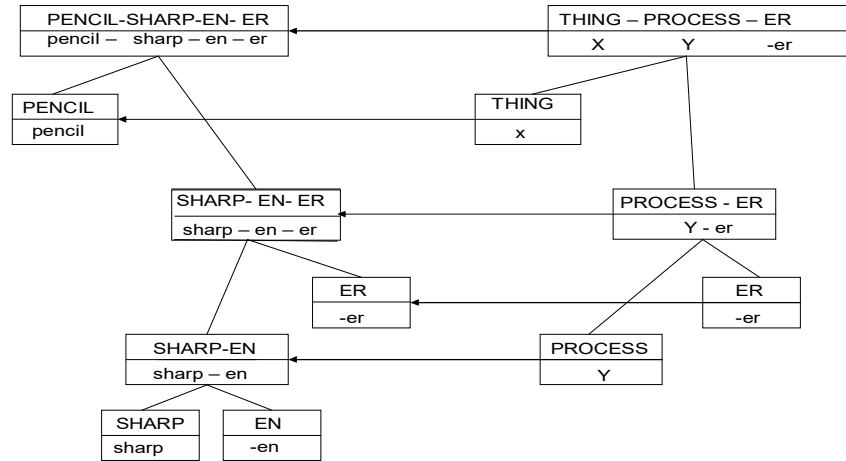 PENCIL-SHARP-EN- ER
pencil – sharp – en – er
THING – PROCESS – ER
X Y -er
PENCIL
pencil
THING
x
SHARP- EN- ER
sharp – en – er
PROCESS - ER
Y - er
ER
-er
ER
-er
SHARP-EN
sharp – en
PROCESS
Y
SHARP
sharp
EN
-en